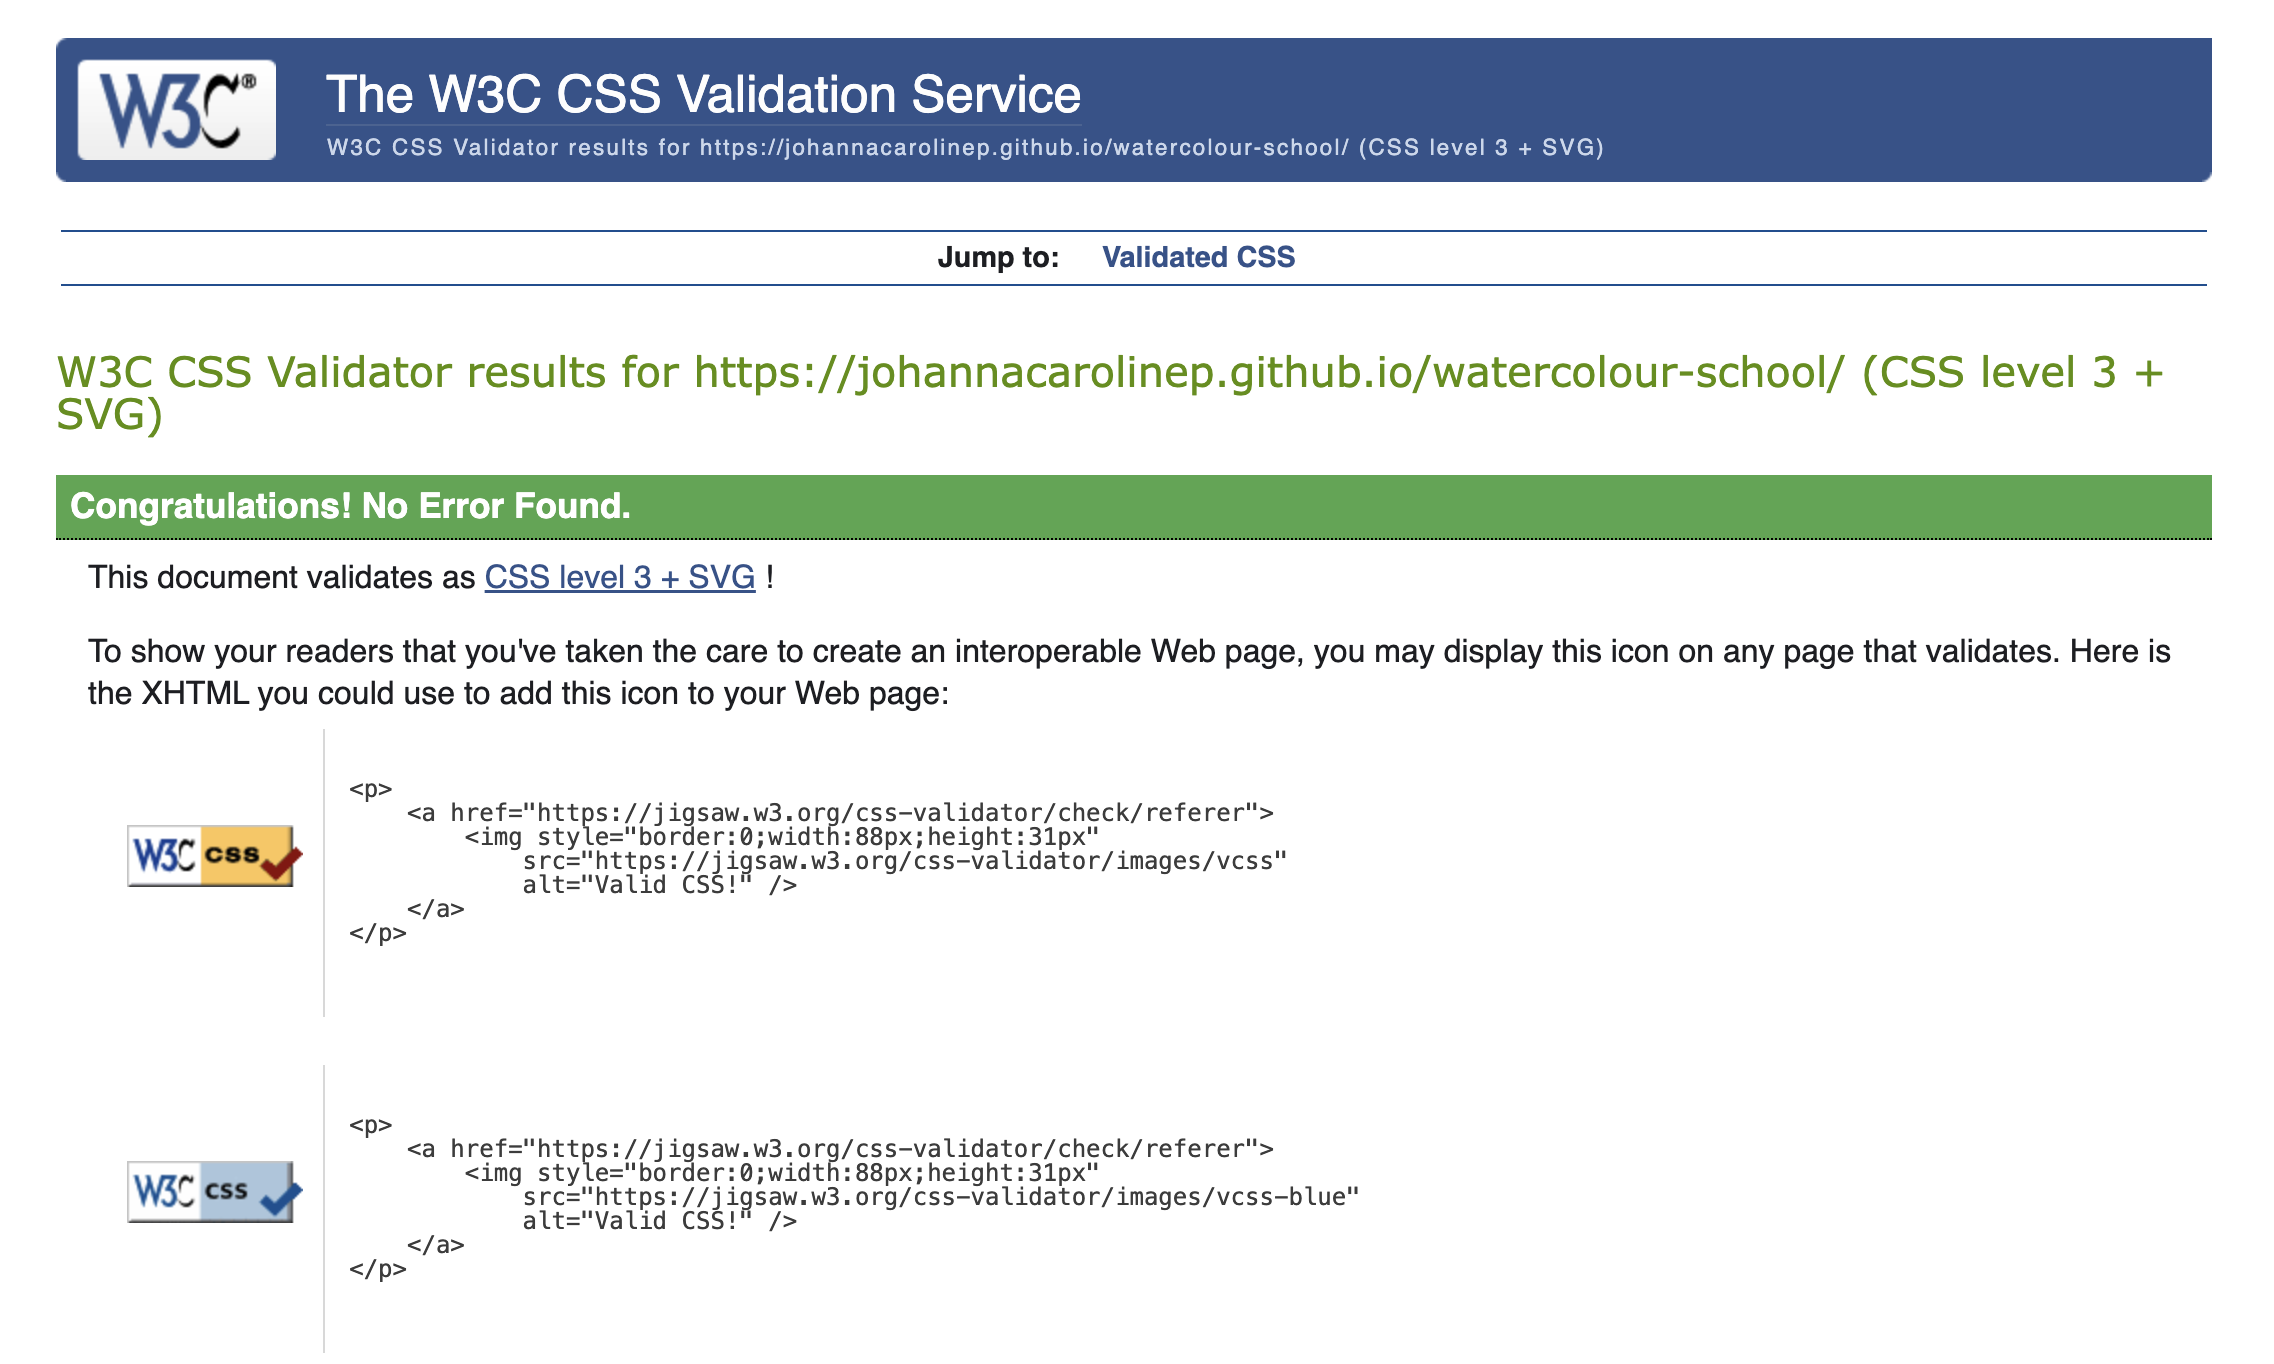 W3C®
The W3C CSS Validation Service
W3C CSS Validator results for https://johannacarolinep.github.io/watercolour-school/ (CSS level 3 + SVG)
Jump to: Validated CSS
W3C CSS Validator results for https://johannacarolinep.github.io/watercolour-school/ (CSS level 3 +
SVG)
Congratulations! No Error Found.
This document validates as CSS level 3 + SVG !
To show your readers that you've taken the care to create an interoperable Web page, you may display this icon on any page that validates. Here is
the XHTML you could use to add this icon to your Web page:
W3C css
<p>
    <a href="https://jigsaw.w3.org/css-validator/check/referer">
        <img style="border:0;width:88px;height:31px"
            src="https://jigsaw.w3.org/css-validator/images/vcss"
            alt="Valid CSS!" />
    </a>
</p>
W3C css
<p>
    <a href="https://jigsaw.w3.org/css-validator/check/referer">
        <img style="border:0;width:88px;height:31px"
            src="https://jigsaw.w3.org/css-validator/images/vcss-blue"
            alt="Valid CSS!" />
    </a>
</p>